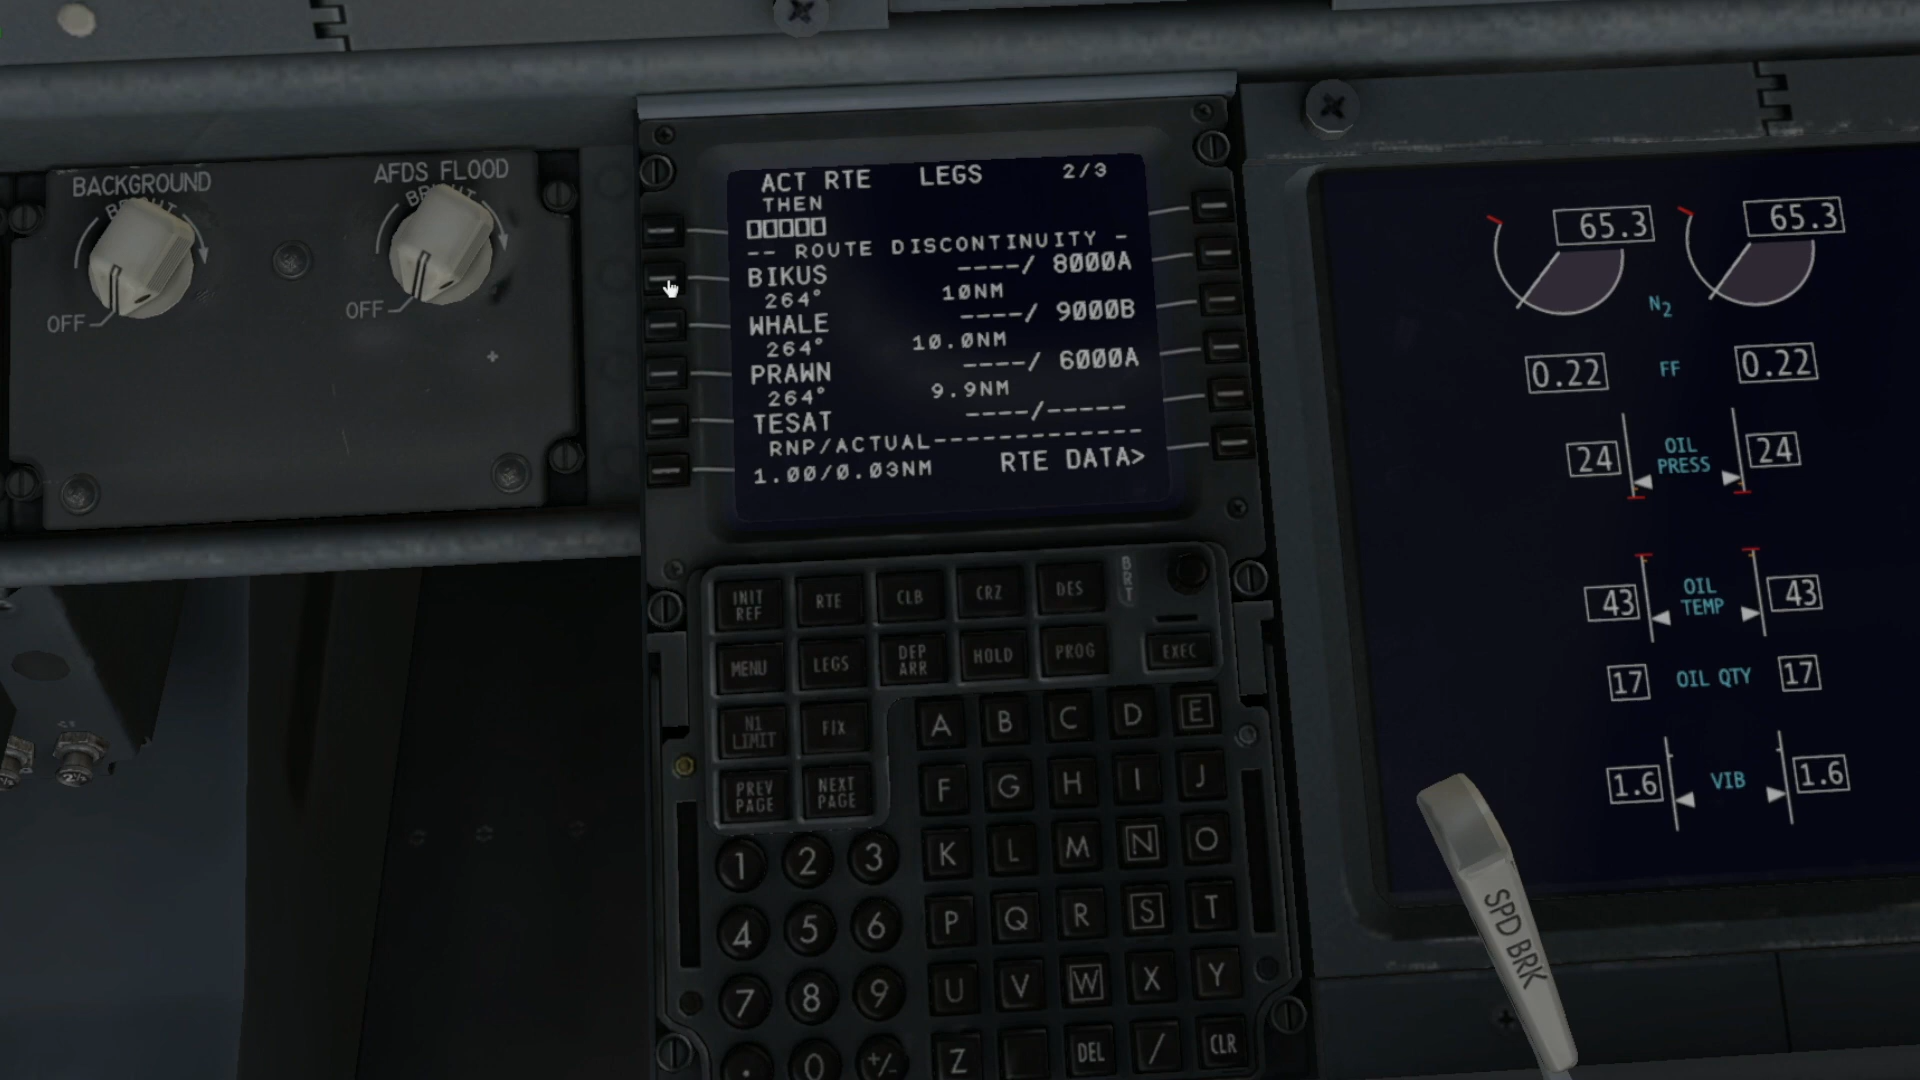 BACKGROUND
BRIGHT
OFF
AFDS FLOOD
BRIGHT
OFF
ACT RTE LEGS 2/3
THEN
□□□□□
-- ROUTE DISCONTINUITY -
BIKUS ----/ 8000A
264° 10NM
WHALE ----/ 9000B
264° 10.0NM
PRAWN ----/ 6000A
264° 9.9NM
TESAT ----/-----
RNP/ACTUAL-------------
1.00/0.03NM RTE DATA>
INIT REF
RTE
CLB
CRZ
DES
BRT
MENU
LEGS
DEP ARR
HOLD
PROG
EXEC
N1 LIMIT
FIX
PREV PAGE
NEXT PAGE
A B C D E
F G H I J
K L M N O
P Q R S T
U V W X Y
Z DEL / CLR
1 2 3
4 5 6
7 8 9
. 0 +/-
65.3 65.3
N2
0.22 FF 0.22
24 OIL PRESS 24
43 OIL TEMP 43
17 OIL QTY 17
1.6 VIB 1.6
SPD BRK